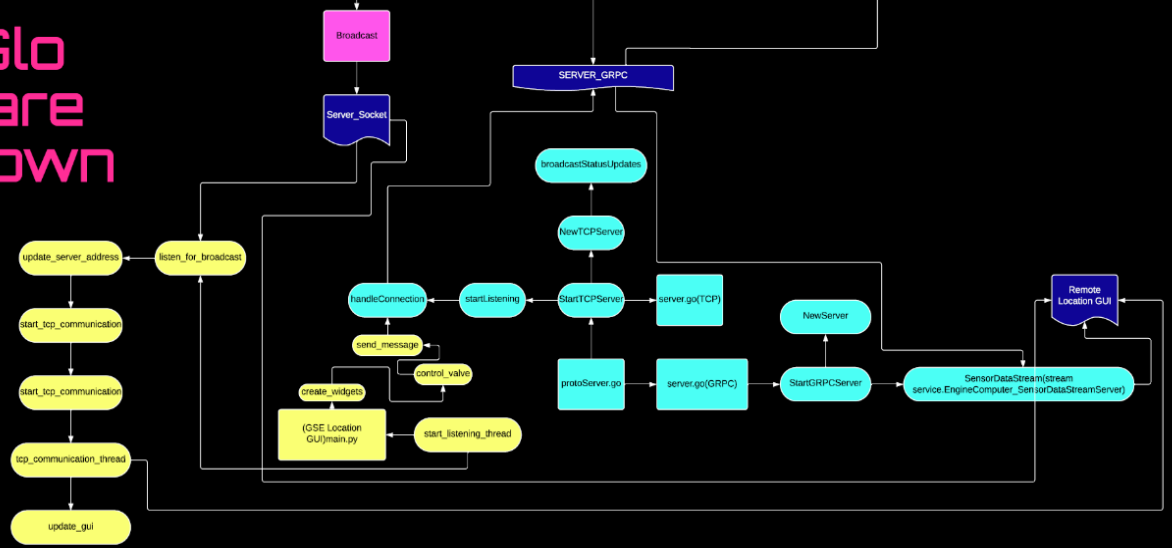 Glo
are
own
Broadcast
SERVER_GRPC
Server_Socket
broadcastStatusUpdates
NewTCPServer
update_server_address
listen_for_broadcast
handleConnection
startListening
StartTCPServer
server.go(TCP)
Remote
Location GUI
NewServer
start_tcp_communication
send_message
control_valve
protoServer.go
server.go(GRPC)
StartGRPCServer
SensorDataStream(stream
service.EngineComputer_SensorDataStreamServer)
start_tcp_communication
create_widgets
(GSE Location
GUI)main.py
start_listening_thread
tcp_communication_thread
update_gui